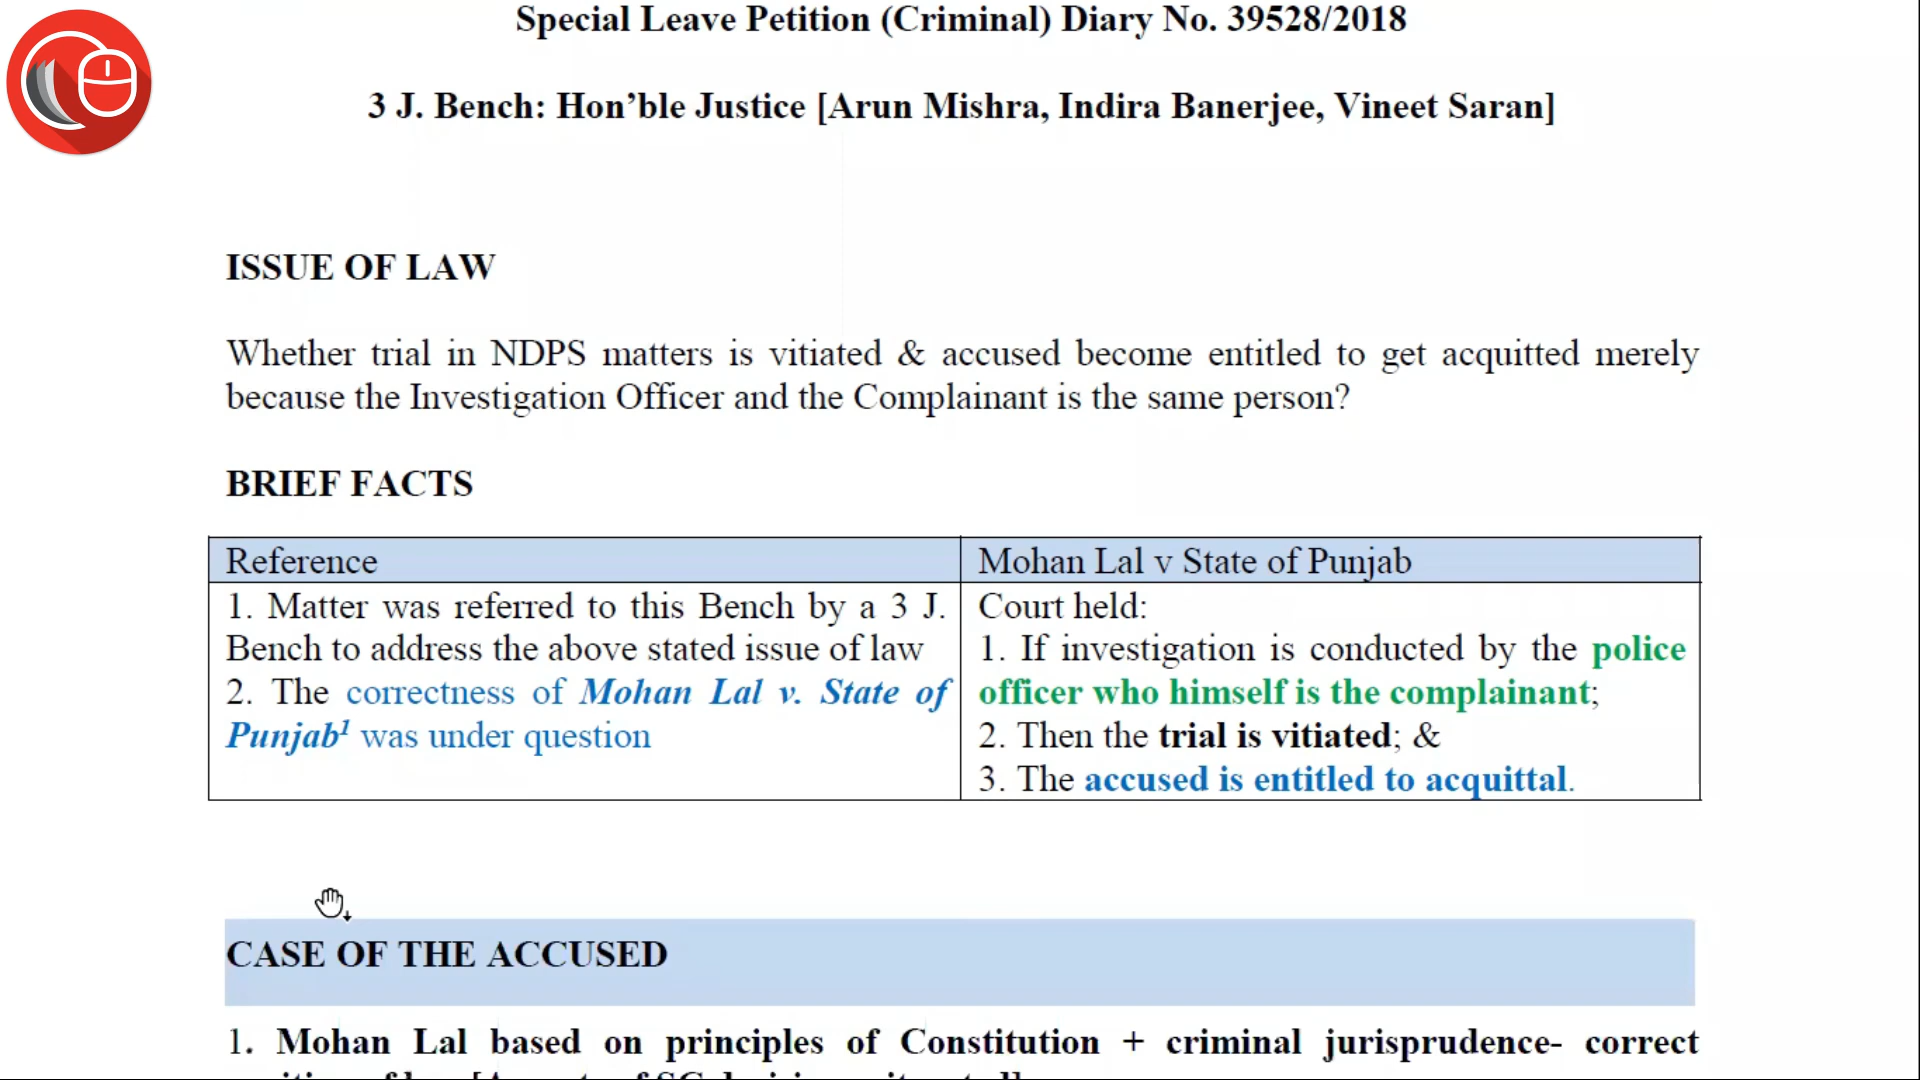 Special Leave Petition (Criminal) Diary No. 39528/2018
3 J. Bench: Hon’ble Justice [Arun Mishra, Indira Banerjee, Vineet Saran]
ISSUE OF LAW
Whether trial in NDPS matters is vitiated & accused become entitled to get acquitted merely
because the Investigation Officer and the Complainant is the same person?
BRIEF FACTS
Reference
1. Matter was referred to this Bench by a 3 J.
Bench to address the above stated issue of law
2. The correctness of Mohan Lal v. State of
Punjab¹ was under question
Mohan Lal v State of Punjab
Court held:
1. If investigation is conducted by the police
officer who himself is the complainant;
2. Then the trial is vitiated; &
3. The accused is entitled to acquittal.
CASE OF THE ACCUSED
1. Mohan Lal based on principles of Constitution + criminal jurisprudence- correct